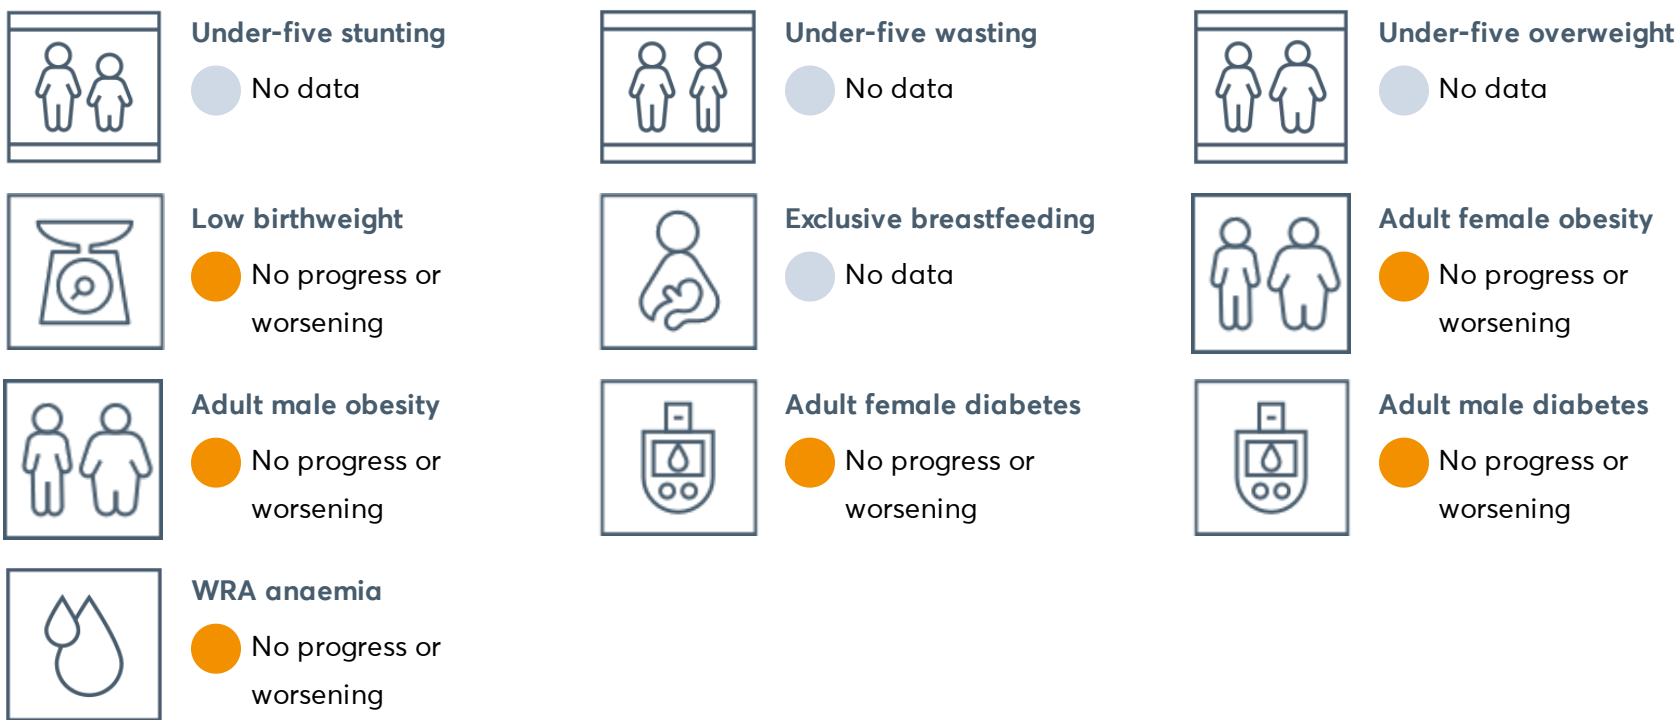 Under-five stunting
No data
Under-five wasting
No data
Under-five overweight
No data
Low birthweight
No progress or
worsening
Exclusive breastfeeding
No data
Adult female obesity
No progress or
worsening
Adult male obesity
No progress or
worsening
Adult female diabetes
No progress or
worsening
Adult male diabetes
No progress or
worsening
WRA anaemia
No progress or
worsening